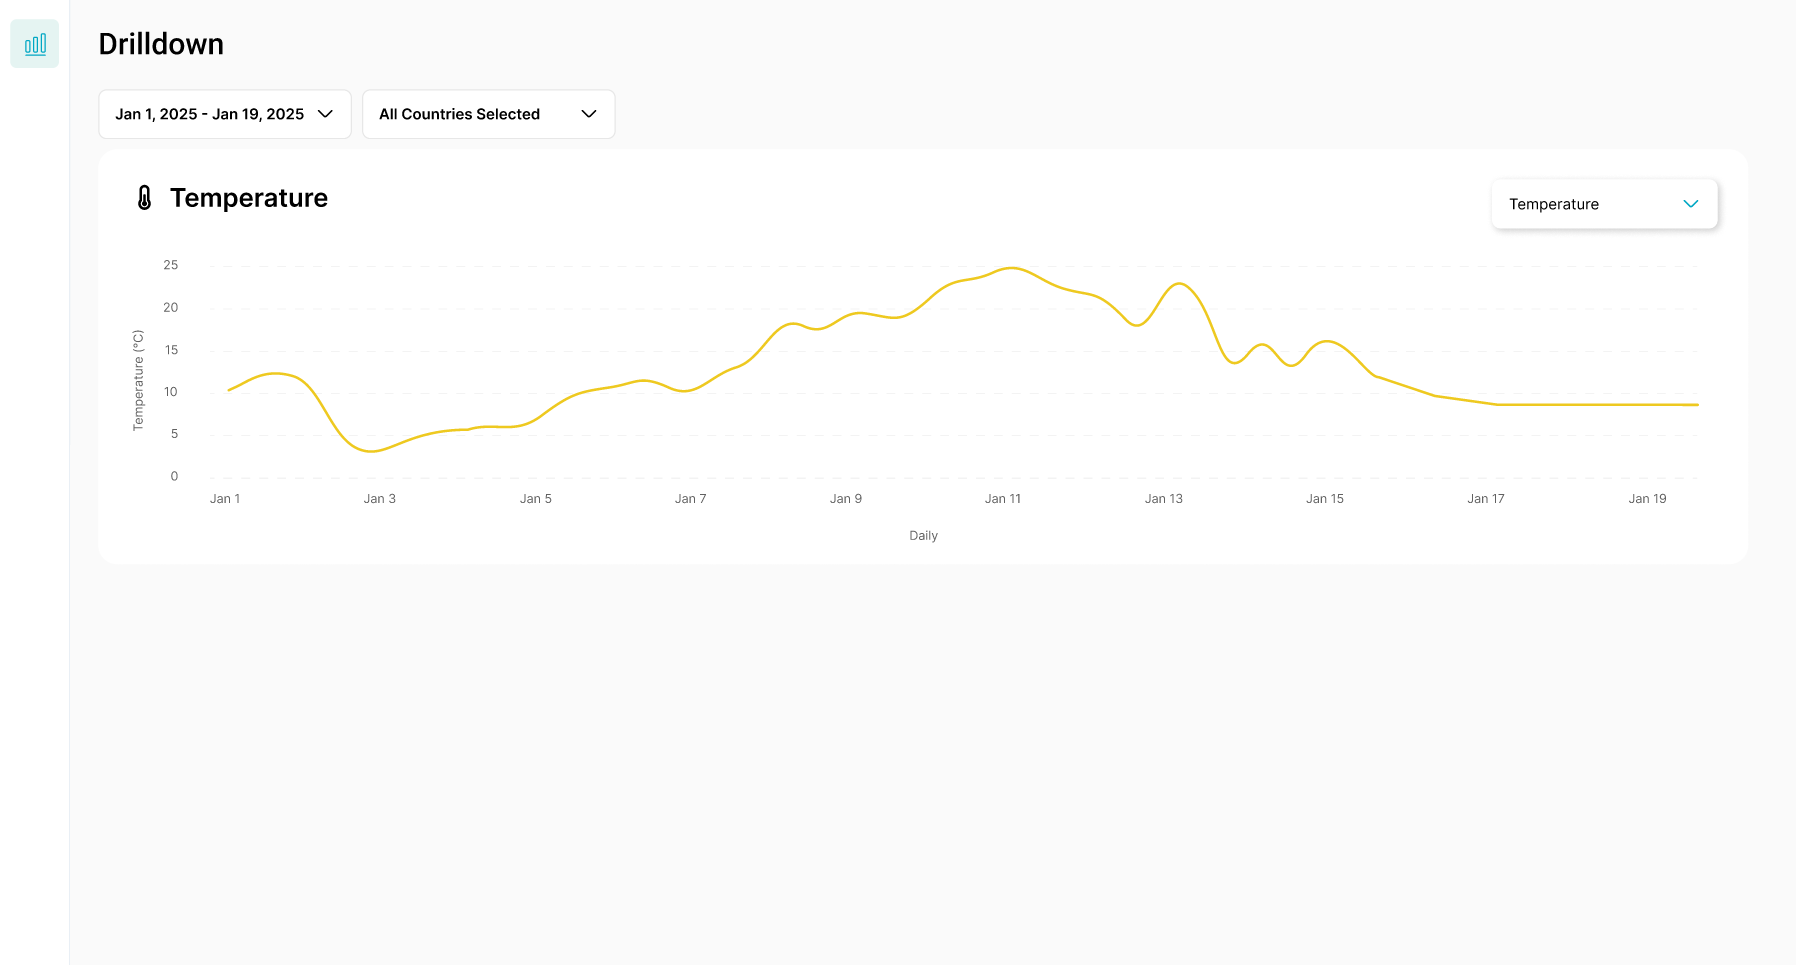 Drilldown
Jan 1, 2025 - Jan 19, 2025
All Countries Selected
Temperature
Temperature
Temperature (°C)
25
20
15
10
5
0
Jan 1
Jan 3
Jan 5
Jan 7
Jan 9
Jan 11
Jan 13
Jan 15
Jan 17
Jan 19
Daily